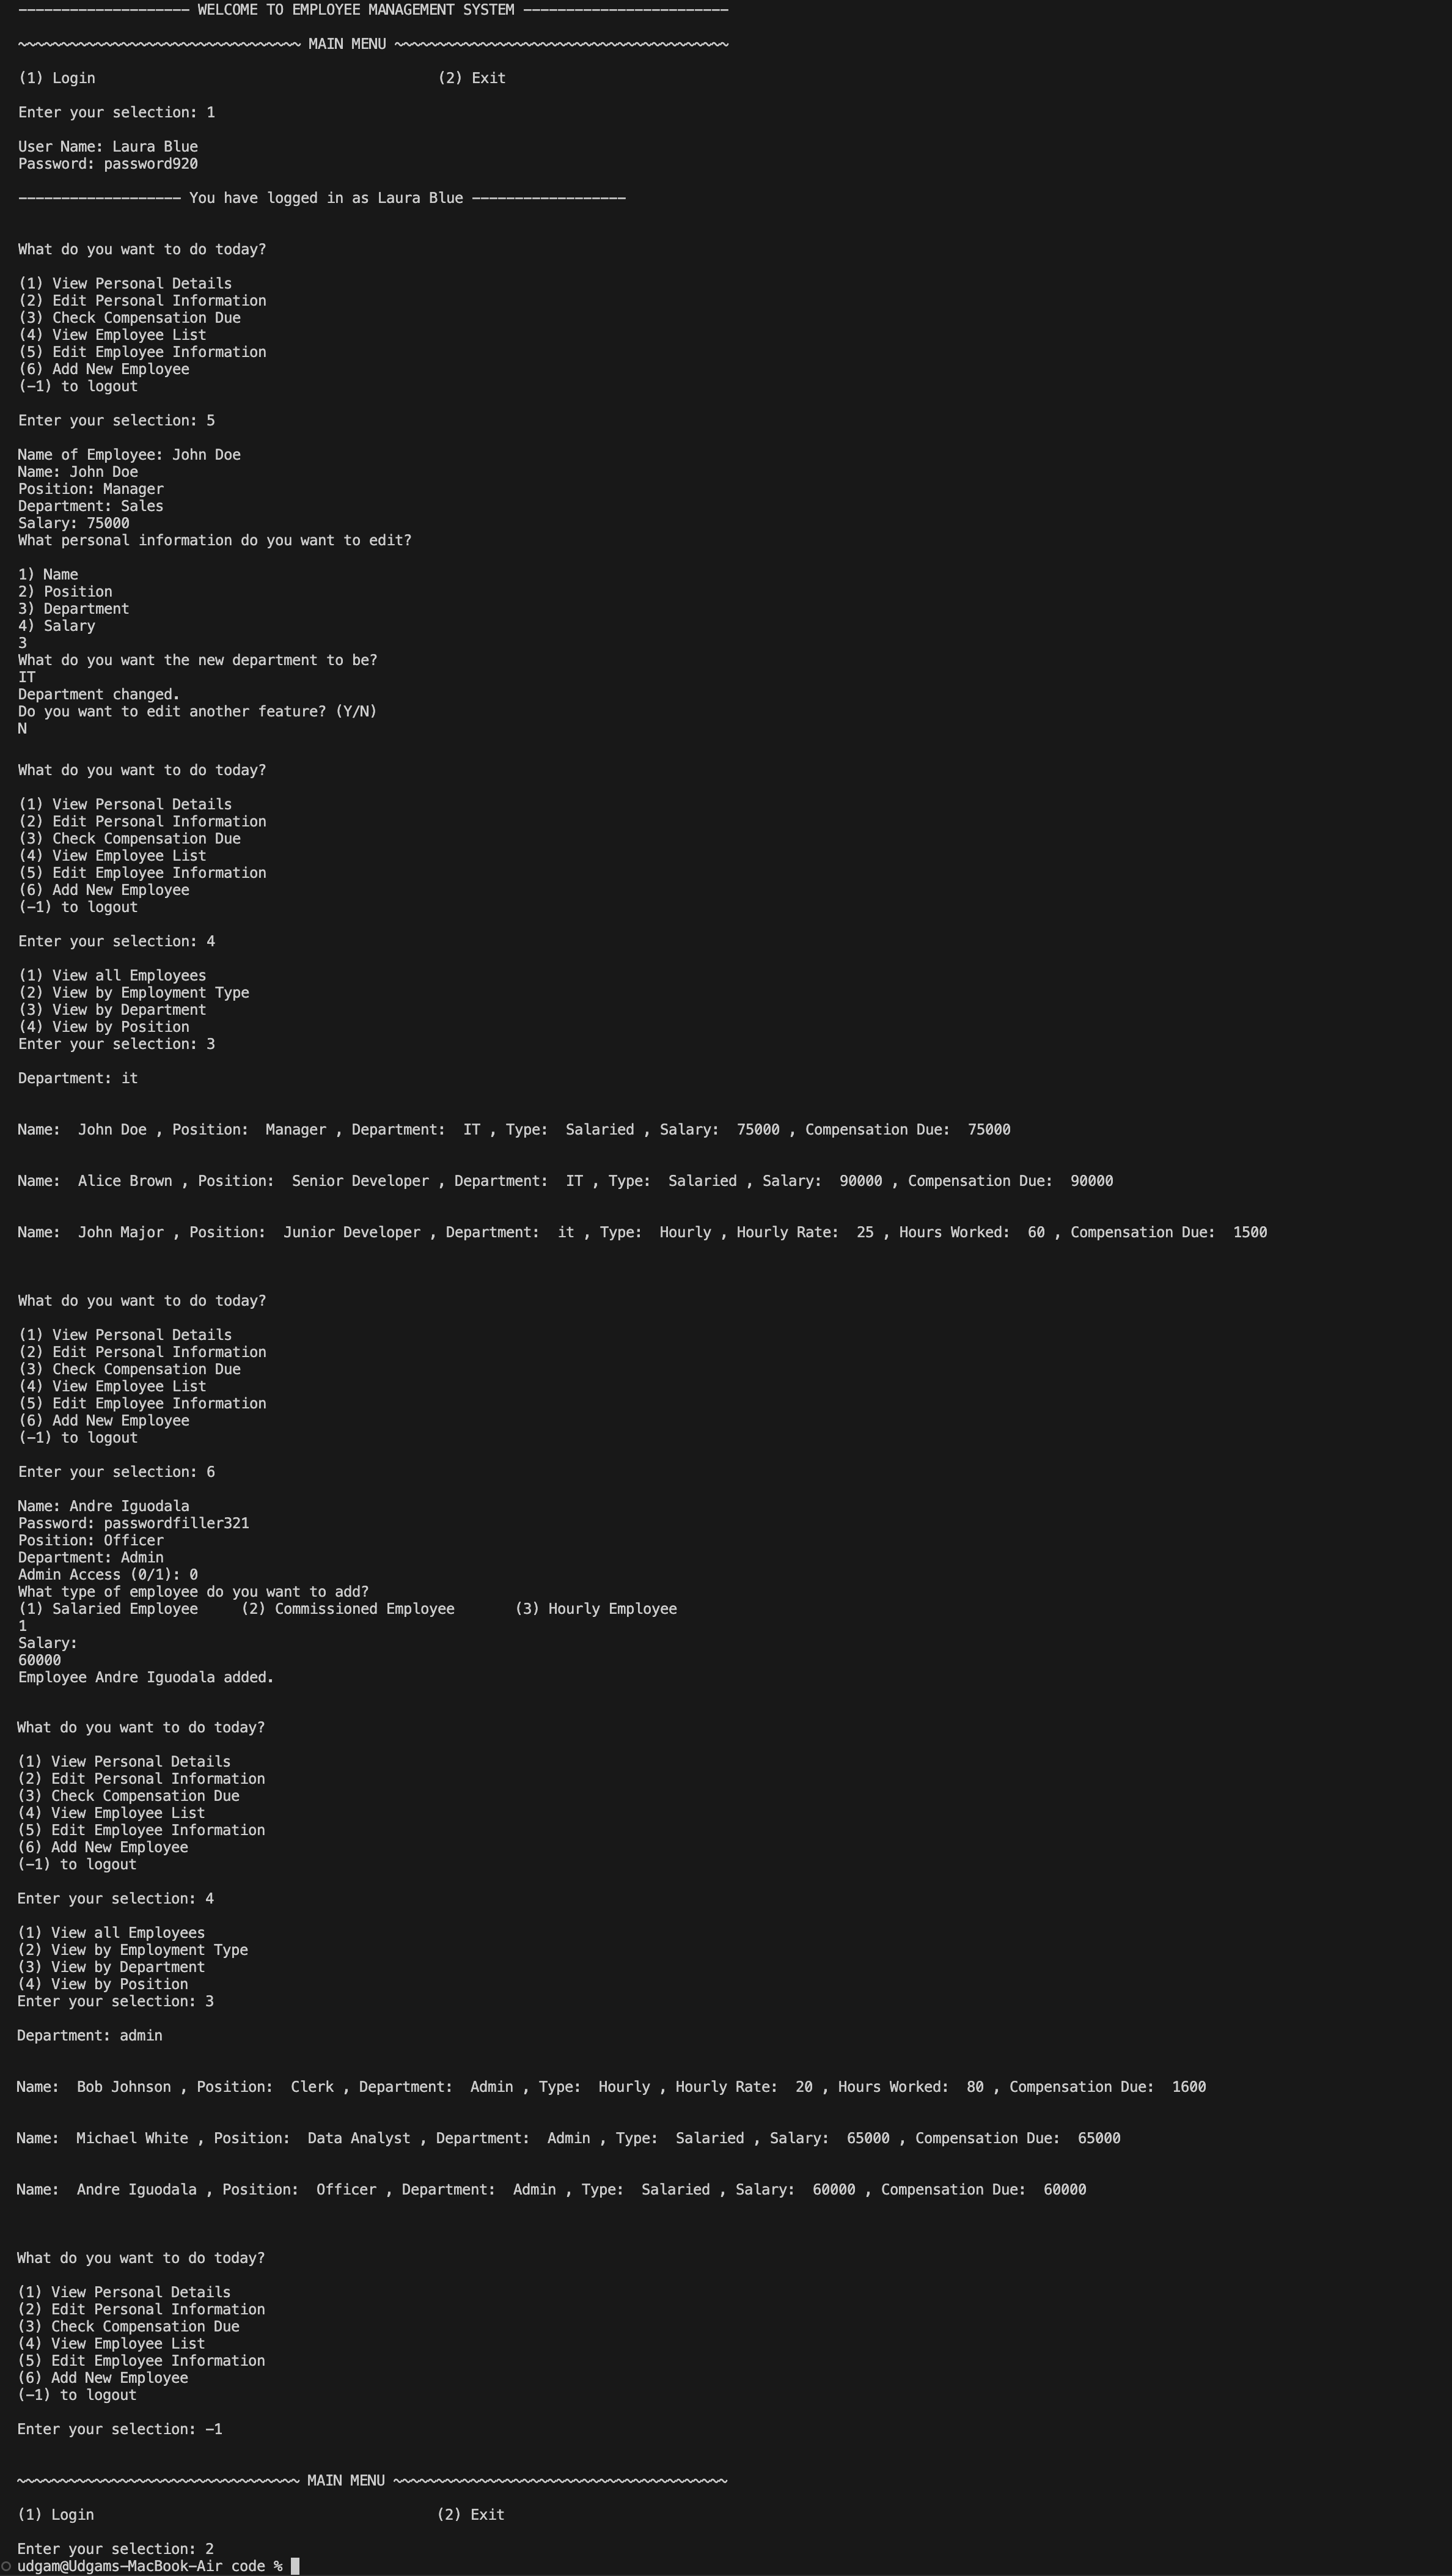 -------------------- WELCOME TO EMPLOYEE MANAGEMENT SYSTEM ------------------------
~~~~~~~~~~~~~~~~~~~~~~~~~~~~~~~~~ MAIN MENU ~~~~~~~~~~~~~~~~~~~~~~~~~~~~~~~~~~~~~~~
(1) Login                                        (2) Exit
Enter your selection: 1
User Name: Laura Blue
Password: password920
------------------- You have logged in as Laura Blue ------------------
What do you want to do today?
(1) View Personal Details
(2) Edit Personal Information
(3) Check Compensation Due
(4) View Employee List
(5) Edit Employee Information
(6) Add New Employee
(-1) to logout
Enter your selection: 5
Name of Employee: John Doe
Name: John Doe
Position: Manager
Department: Sales
Salary: 75000
What personal information do you want to edit?
1) Name
2) Position
3) Department
4) Salary
3
What do you want the new department to be?
IT
Department changed.
Do you want to edit another feature? (Y/N)
N
What do you want to do today?
(1) View Personal Details
(2) Edit Personal Information
(3) Check Compensation Due
(4) View Employee List
(5) Edit Employee Information
(6) Add New Employee
(-1) to logout
Enter your selection: 4
(1) View all Employees
(2) View by Employment Type
(3) View by Department
(4) View by Position
Enter your selection: 3
Department: it
Name:  John Doe , Position:  Manager , Department:  IT , Type:  Salaried , Salary:  75000 , Compensation Due:  75000
Name:  Alice Brown , Position:  Senior Developer , Department:  IT , Type:  Salaried , Salary:  90000 , Compensation Due:  90000
Name:  John Major , Position:  Junior Developer , Department:  it , Type:  Hourly , Hourly Rate:  25 , Hours Worked:  60 , Compensation Due:  1500
What do you want to do today?
(1) View Personal Details
(2) Edit Personal Information
(3) Check Compensation Due
(4) View Employee List
(5) Edit Employee Information
(6) Add New Employee
(-1) to logout
Enter your selection: 6
Name: Andre Iguodala
Password: passwordfiller321
Position: Officer
Department: Admin
Admin Access (0/1): 0
What type of employee do you want to add?
(1) Salaried Employee     (2) Commissioned Employee       (3) Hourly Employee
1
Salary:
60000
Employee Andre Iguodala added.
What do you want to do today?
(1) View Personal Details
(2) Edit Personal Information
(3) Check Compensation Due
(4) View Employee List
(5) Edit Employee Information
(6) Add New Employee
(-1) to logout
Enter your selection: 4
(1) View all Employees
(2) View by Employment Type
(3) View by Department
(4) View by Position
Enter your selection: 3
Department: admin
Name:  Bob Johnson , Position:  Clerk , Department:  Admin , Type:  Hourly , Hourly Rate:  20 , Hours Worked:  80 , Compensation Due:  1600
Name:  Michael White , Position:  Data Analyst , Department:  Admin , Type:  Salaried , Salary:  65000 , Compensation Due:  65000
Name:  Andre Iguodala , Position:  Officer , Department:  Admin , Type:  Salaried , Salary:  60000 , Compensation Due:  60000
What do you want to do today?
(1) View Personal Details
(2) Edit Personal Information
(3) Check Compensation Due
(4) View Employee List
(5) Edit Employee Information
(6) Add New Employee
(-1) to logout
Enter your selection: -1
~~~~~~~~~~~~~~~~~~~~~~~~~~~~~~~~~ MAIN MENU ~~~~~~~~~~~~~~~~~~~~~~~~~~~~~~~~~~~~~~~
(1) Login                                        (2) Exit
Enter your selection: 2
udgam@Udgams-MacBook-Air code %